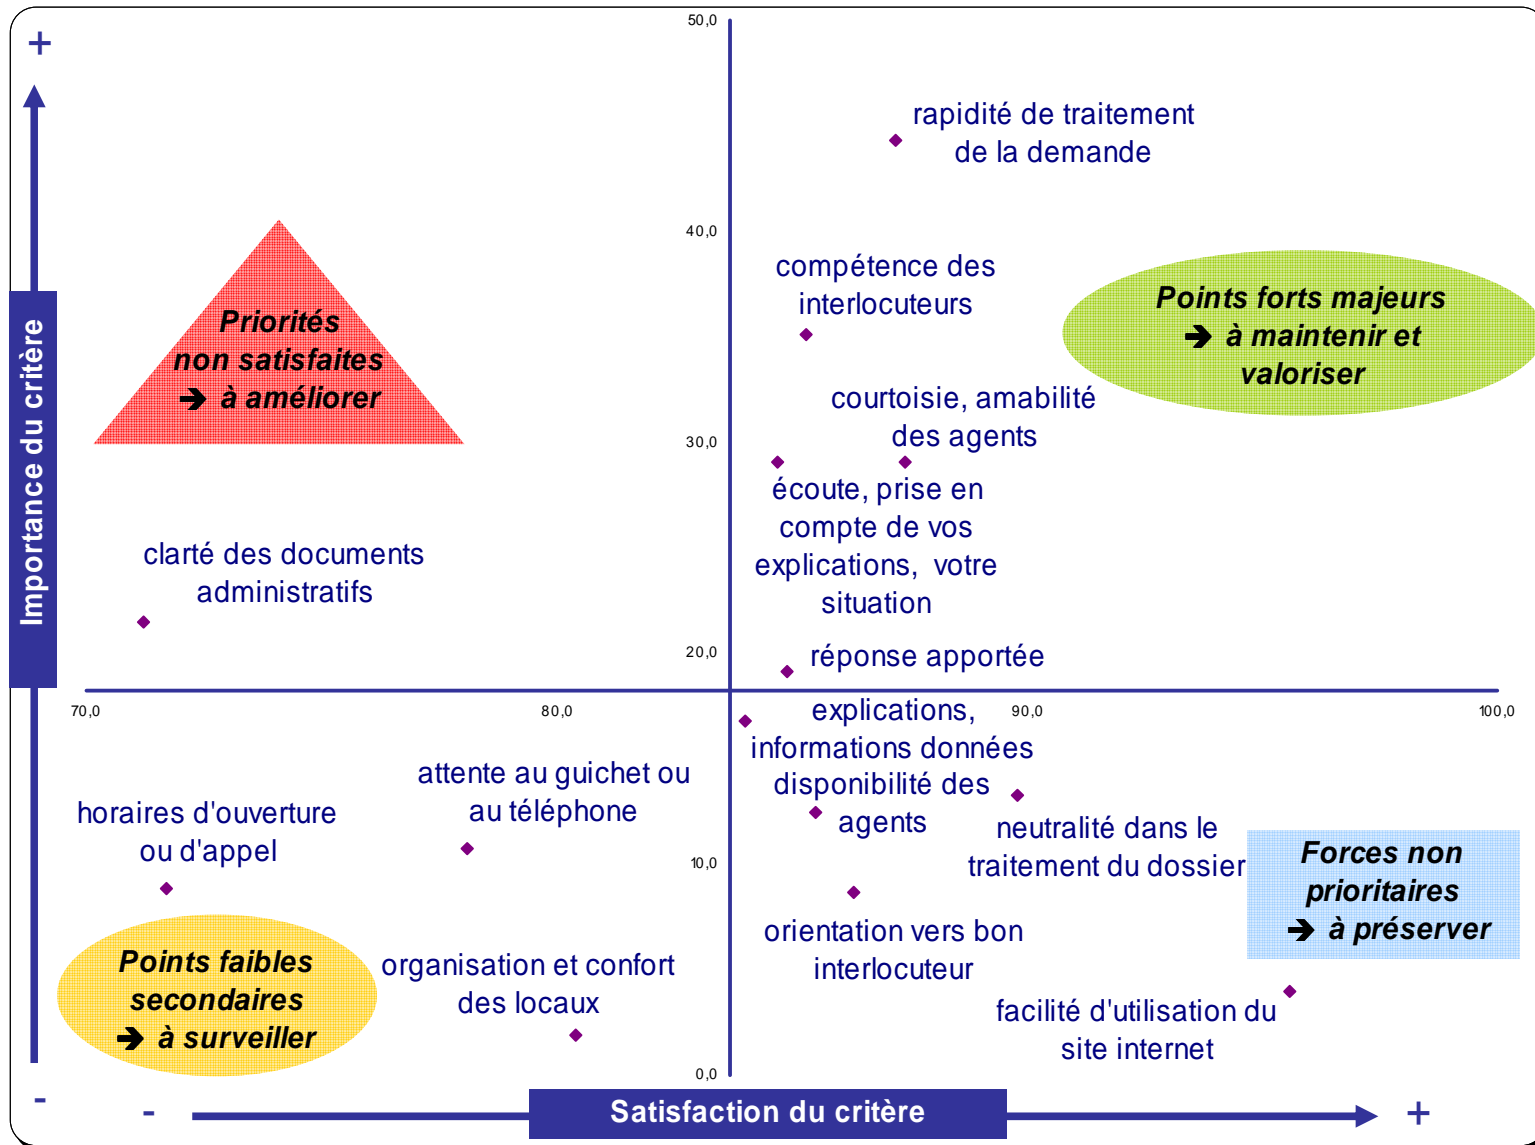 50,0
+
rapidité de traitement
de la demande
40,0
compétence des
interlocuteurs
Points forts majeurs
➔ à maintenir et
valoriser
Priorités
non satisfaites
➔ à améliorer
Importance du critère
courtoisie, amabilité
des agents
30,0
écoute, prise en
compte de vos
explications, votre
situation
clarté des documents
administratifs
20,0
réponse apportée
70,0
80,0
90,0
100,0
explications,
informations données
attente au guichet ou
au téléphone
disponibilité des
agents
horaires d'ouverture
ou d'appel
neutralité dans le
traitement du dossier
10,0
Forces non
prioritaires
➔ à préserver
orientation vers bon
interlocuteur
Points faibles
secondaires
➔ à surveiller
organisation et confort
des locaux
facilité d'utilisation du
site internet
0,0
-
-
Satisfaction du critère
+